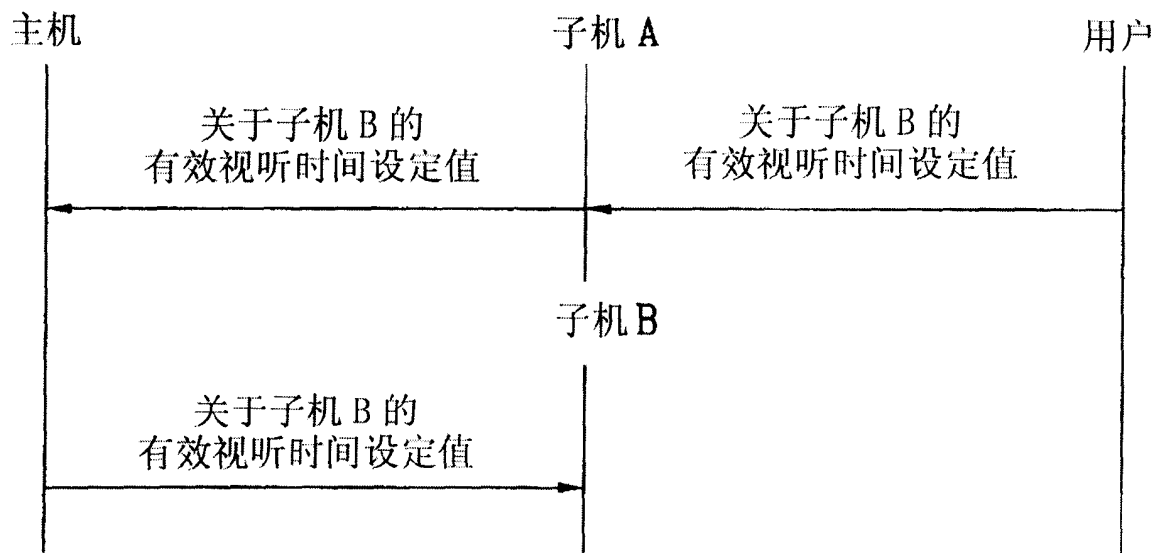 主机
子机 A
用户
关于子机 B 的
有效视听时间设定值
关于子机 B 的
有效视听时间设定值
子机 B
关于子机 B 的
有效视听时间设定值